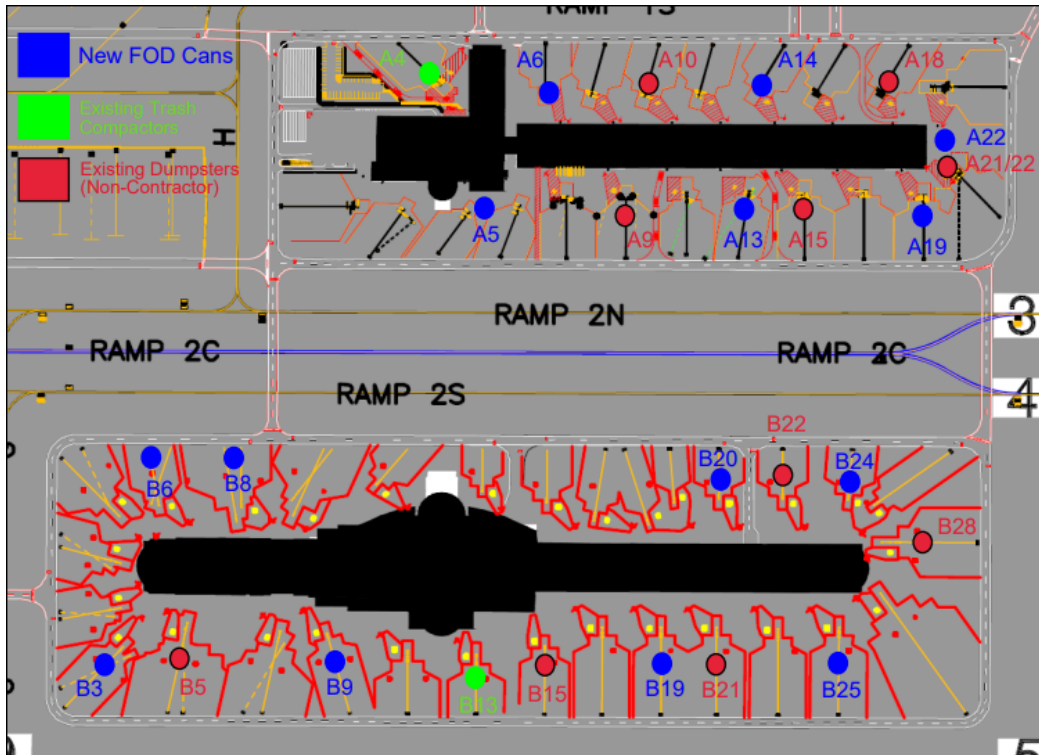 RAMP 1S
New FOD Cans
Existing Trash
Compactors
Existing Dumpsters
(Non-Contractor)
H
A4
A6
A10
A14
A18
A22
A21/22
A5
A9
A13
A15
A19
RAMP 2N
3
RAMP 2C
RAMP 2C
RAMP 2S
4
B22
B6
B8
B20
B24
B28
B3
B5
B9
B13
B15
B19
B21
B25
5